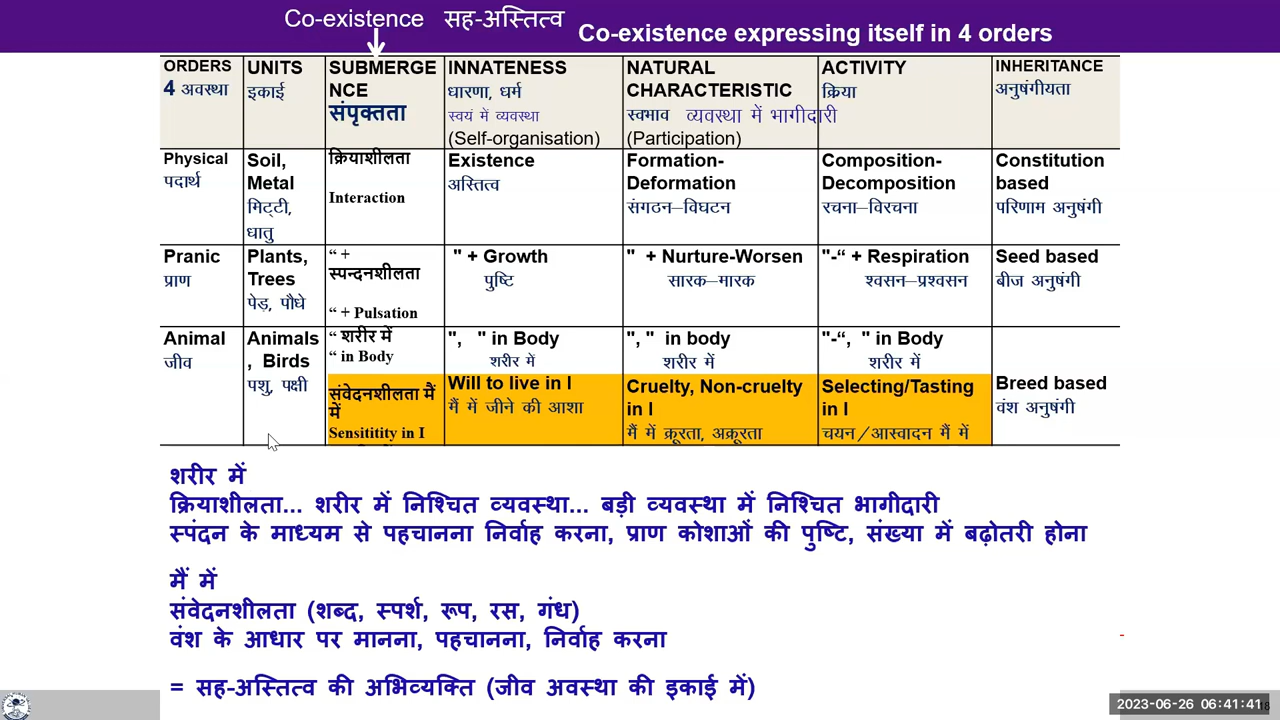 Co-existence सह-अस्तित्व
Co-existence expressing itself in 4 orders
ORDERS
4 अवस्था
UNITS
इकाई
SUBMERGE
NCE
संपृक्तता
INNATENESS
धारणा, धर्म
स्वयं में व्यवस्था
(Self-organisation)
NATURAL
CHARACTERISTIC
स्वभाव व्यवस्था में भागीदारी
(Participation)
ACTIVITY
क्रिया
INHERITANCE
अनुषंगीयता
Physical
पदार्थ
Soil,
Metal
मिट्टी,
धातु
क्रियाशीलता
Interaction
Existence
अस्तित्व
Formation-
Deformation
संगठन–विघटन
Composition-
Decomposition
रचना–विरचना
Constitution
based
परिणाम अनुषंगी
Pranic
प्राण
Plants,
Trees
पेड़, पौधे
“ +
स्पन्दनशीलता
“ + Pulsation
" + Growth
पुष्टि
" + Nurture-Worsen
सारक–मारक
"-“ + Respiration
श्वसन–प्रश्वसन
Seed based
बीज अनुषंगी
Animal
जीव
Animals
, Birds
पशु, पक्षी
“ शरीर में
“ in Body
संवेदनशीलता मैं
में
Sensititity in I
", " in Body
शरीर में
Will to live in I
मैं में जीने की आशा
", " in body
शरीर में
Cruelty, Non-cruelty
in I
मैं में क्रूरता, अक्रूरता
"-“, " in Body
शरीर में
Selecting/Tasting
in I
चयन/आस्वादन मैं में
Breed based
वंश अनुषंगी
शरीर में
क्रियाशीलता... शरीर में निश्चित व्यवस्था... बड़ी व्यवस्था में निश्चित भागीदारी
स्पंदन के माध्यम से पहचानना निर्वाह करना, प्राण कोशाओं की पुष्टि, संख्या में बढ़ोतरी होना
मैं में
संवेदनशीलता (शब्द, स्पर्श, रूप, रस, गंध)
वंश के आधार पर मानना, पहचानना, निर्वाह करना
= सह-अस्तित्व की अभिव्यक्ति (जीव अवस्था की इकाई में)
2023-06-26 06:41:41